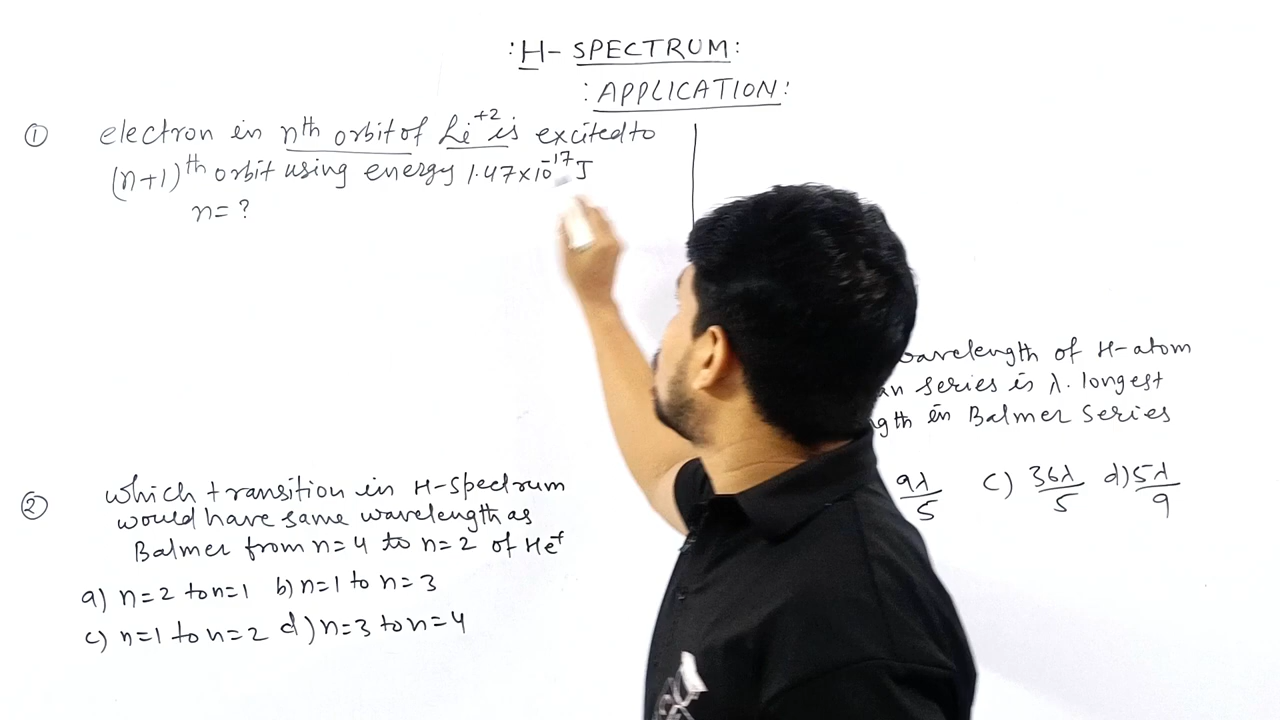 :H- SPECTRUM:
:APPLICATION:
① electron in nth orbit of Li⁺² is excited to
(n+1)ᵗʰ orbit using energy 1.47×10⁻¹⁷ J
n= ?
② which transition in H-Spectrum
would have same wavelength as
Balmer from n=4 to n=2 of He⁺
a) n=2 to n=1 b) n=1 to n=3
c) n=1 to n=2 d) n=3 to n=4
wavelength of H-atom
series is λ. longest
in Balmer Series
9λ/5 c) 36λ/5 d) 5λ/9